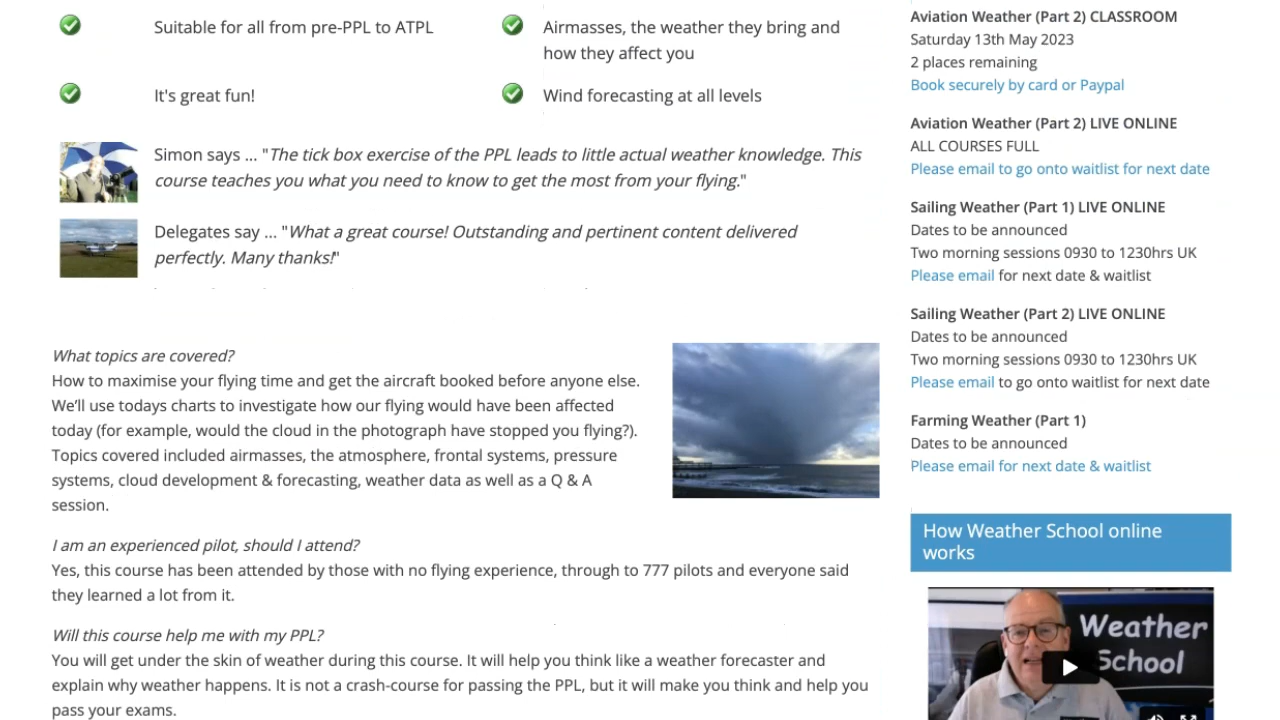 Suitable for all from pre-PPL to ATPL
Airmasses, the weather they bring and
how they affect you
It's great fun!
Wind forecasting at all levels
Simon says ... "The tick box exercise of the PPL leads to little actual weather knowledge. This
course teaches you what you need to know to get the most from your flying."
Delegates say ... "What a great course! Outstanding and pertinent content delivered
perfectly. Many thanks!"
What topics are covered?
How to maximise your flying time and get the aircraft booked before anyone else.
We'll use todays charts to investigate how our flying would have been affected
today (for example, would the cloud in the photograph have stopped you flying?).
Topics covered included airmasses, the atmosphere, frontal systems, pressure
systems, cloud development & forecasting, weather data as well as a Q & A
session.
I am an experienced pilot, should I attend?
Yes, this course has been attended by those with no flying experience, through to 777 pilots and everyone said
they learned a lot from it.
Will this course help me with my PPL?
You will get under the skin of weather during this course. It will help you think like a weather forecaster and
explain why weather happens. It is not a crash-course for passing the PPL, but it will make you think and help you
pass your exams.
Aviation Weather (Part 2) CLASSROOM
Saturday 13th May 2023
2 places remaining
Book securely by card or Paypal
Aviation Weather (Part 2) LIVE ONLINE
ALL COURSES FULL
Please email to go onto waitlist for next date
Sailing Weather (Part 1) LIVE ONLINE
Dates to be announced
Two morning sessions 0930 to 1230hrs UK
Please email for next date & waitlist
Sailing Weather (Part 2) LIVE ONLINE
Dates to be announced
Two morning sessions 0930 to 1230hrs UK
Please email to go onto waitlist for next date
Farming Weather (Part 1)
Dates to be announced
Please email for next date & waitlist
How Weather School online
works
Weather
School